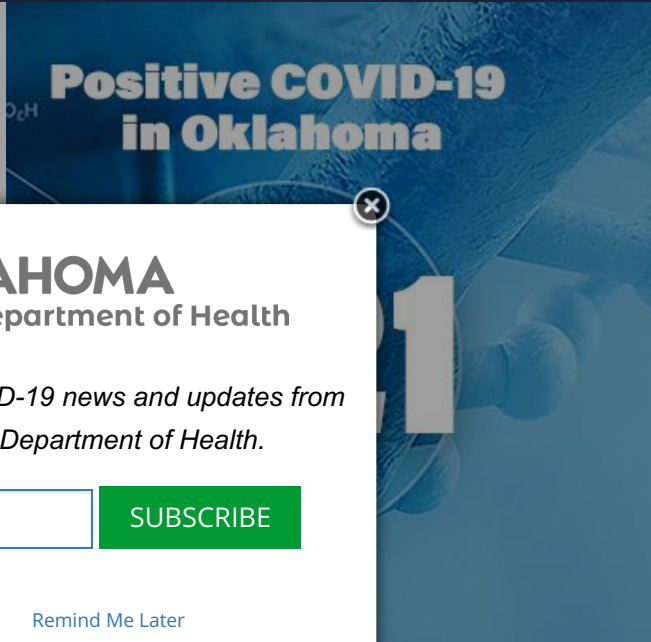 Positive COVID-19
in Oklahoma
AHOMA
epartment of Health
D-19 news and updates from
Department of Health.
SUBSCRIBE
Remind Me Later